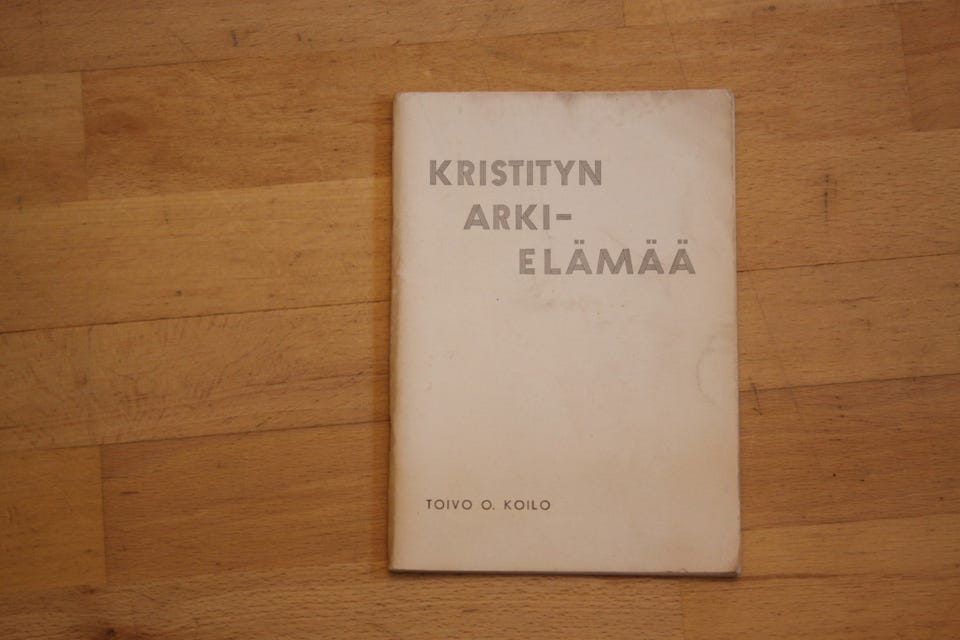 KRISTITYN
ARKI-
ELÄMÄÄ
TOIVO O. KOILO